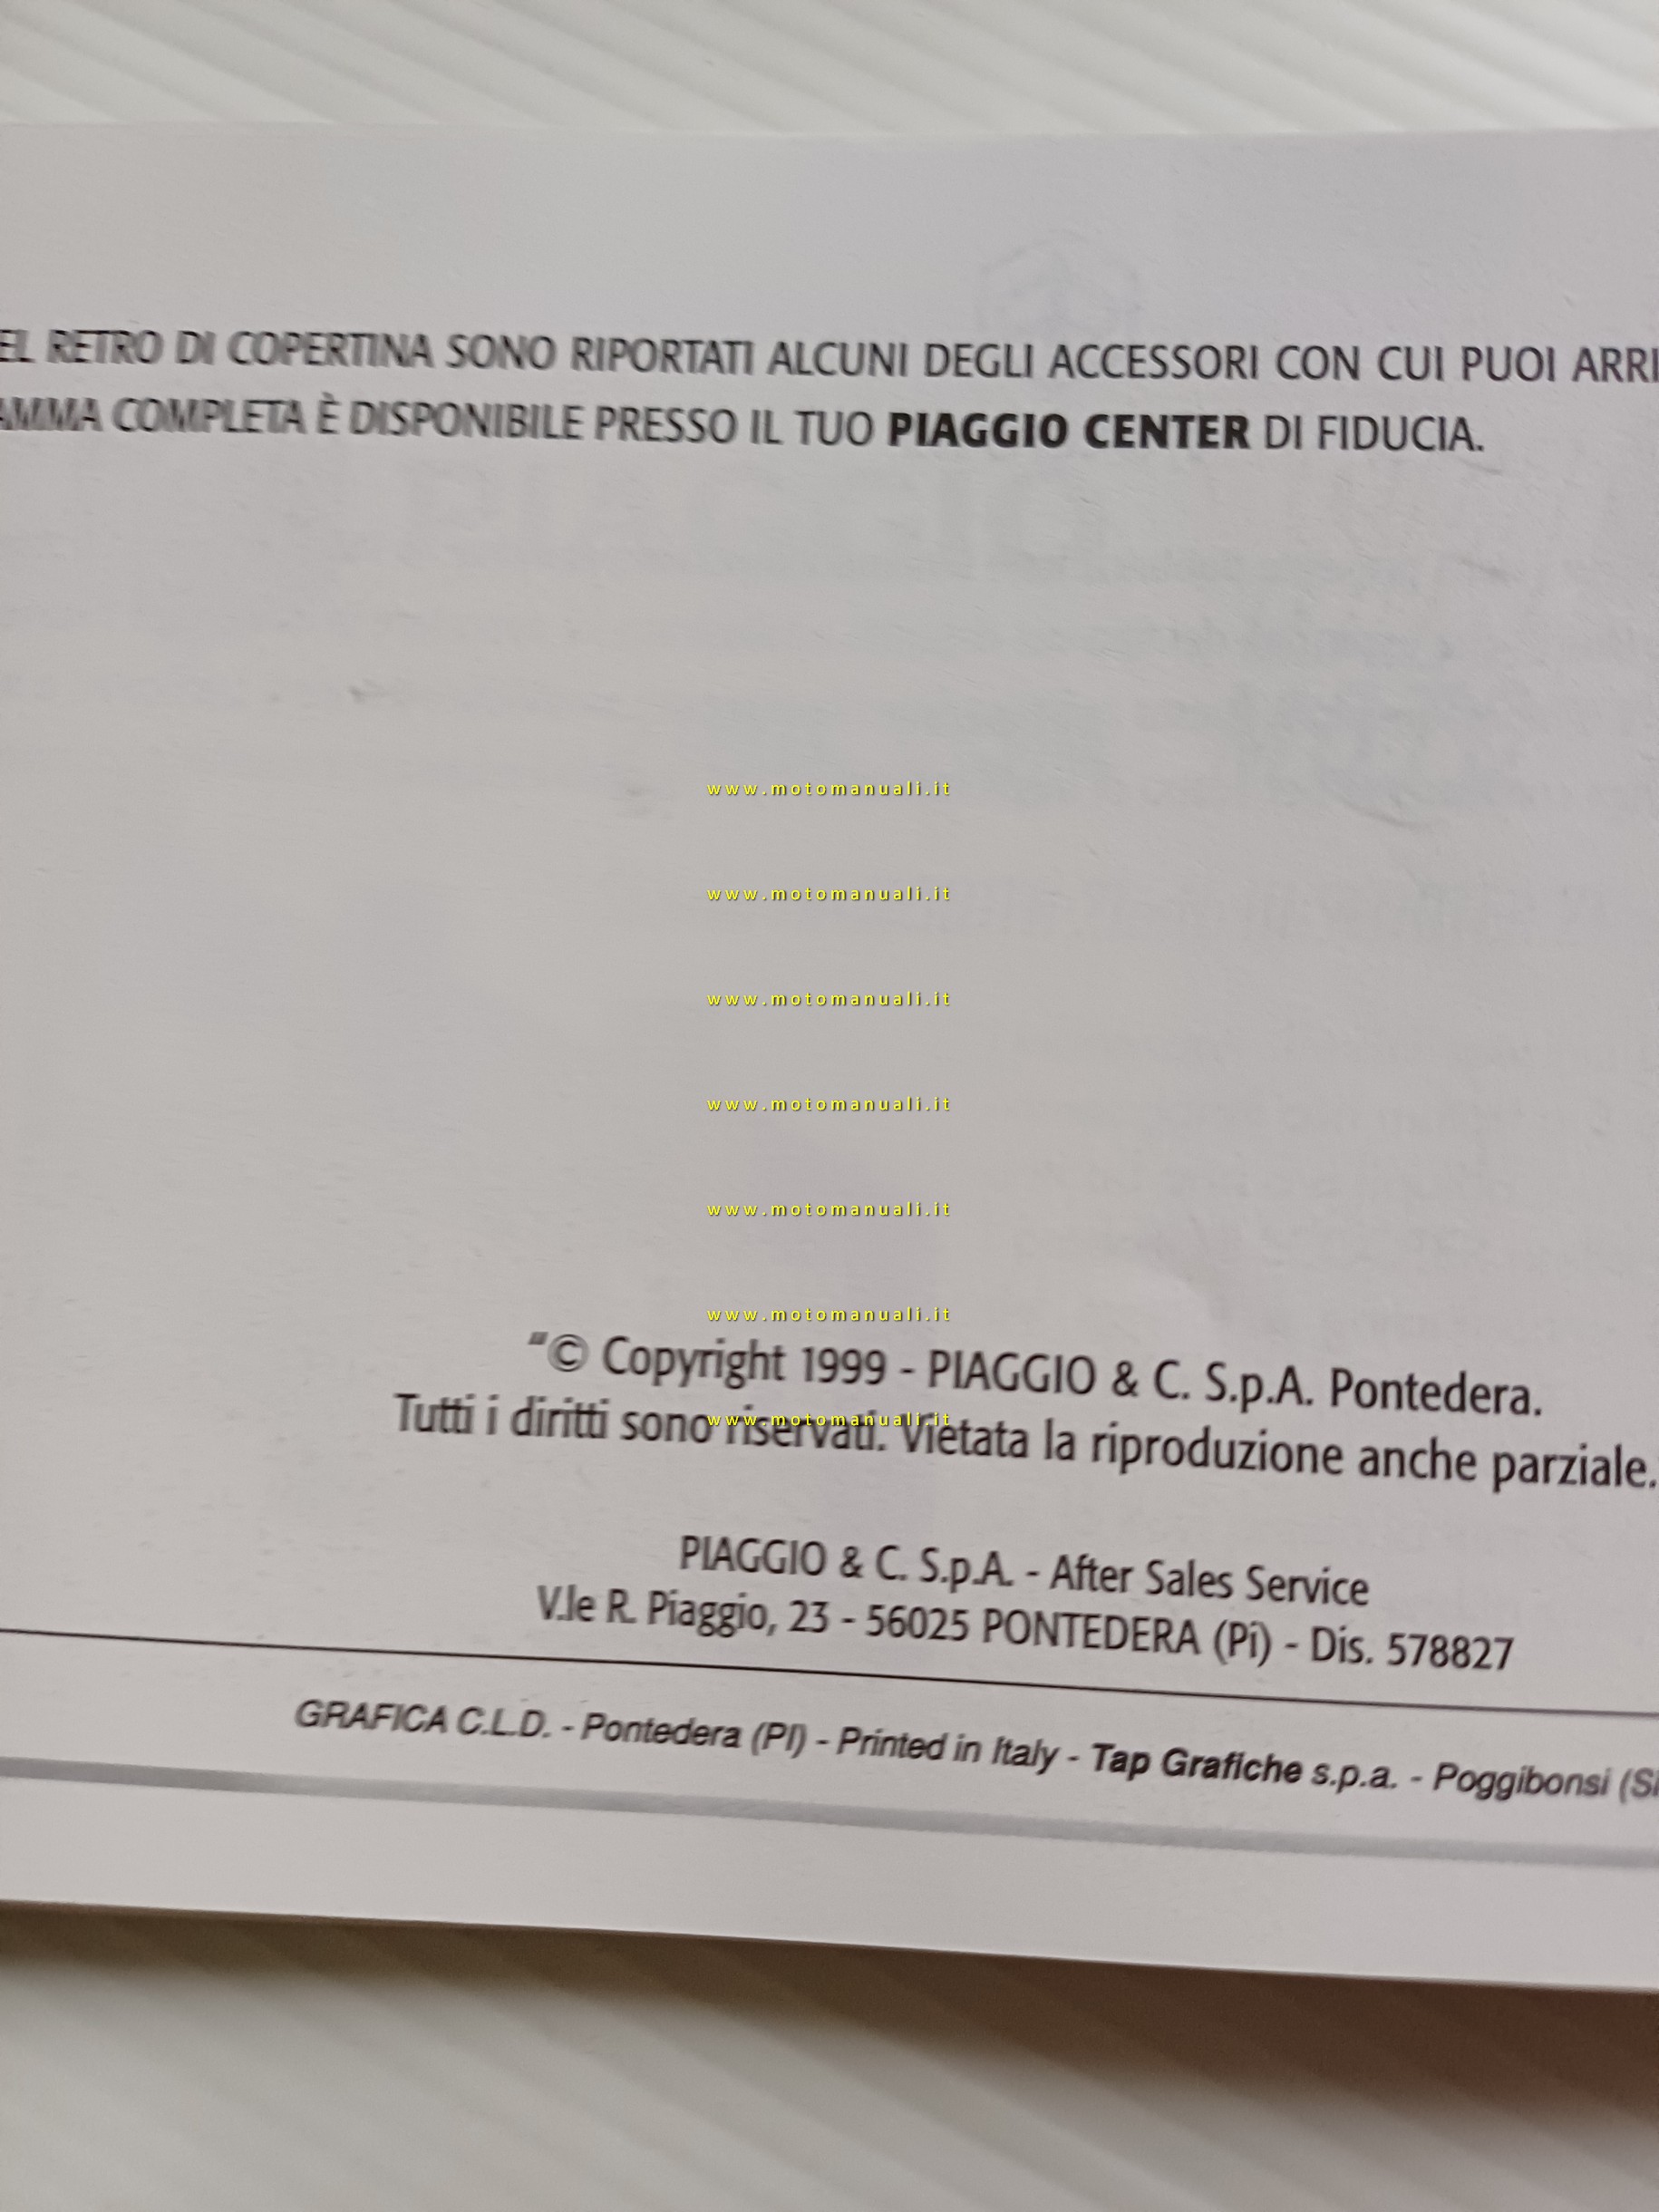 EL RETRO DI COPERTINA SONO RIPORTATI ALCUNI DEGLI ACCESSORI CON CUI PUOI ARRI
AMMA COMPLETA È DISPONIBILE PRESSO IL TUO PIAGGIO CENTER DI FIDUCIA.
www.motomanuali.it
www.motomanuali.it
www.motomanuali.it
www.motomanuali.it
www.motomanuali.it
www.motomanuali.it
"© Copyright 1999 - PIAGGIO & C. S.p.A. Pontedera.
Tutti i diritti sono riservati. Vietata la riproduzione anche parziale.
www.motomanuali.it
PIAGGIO & C. S.p.A. - After Sales Service
V.le R. Piaggio, 23 - 56025 PONTEDERA (Pi) - Dis. 578827
GRAFICA C.L.D. - Pontedera (PI) - Printed in Italy - Tap Grafiche s.p.a. - Poggibonsi (SI